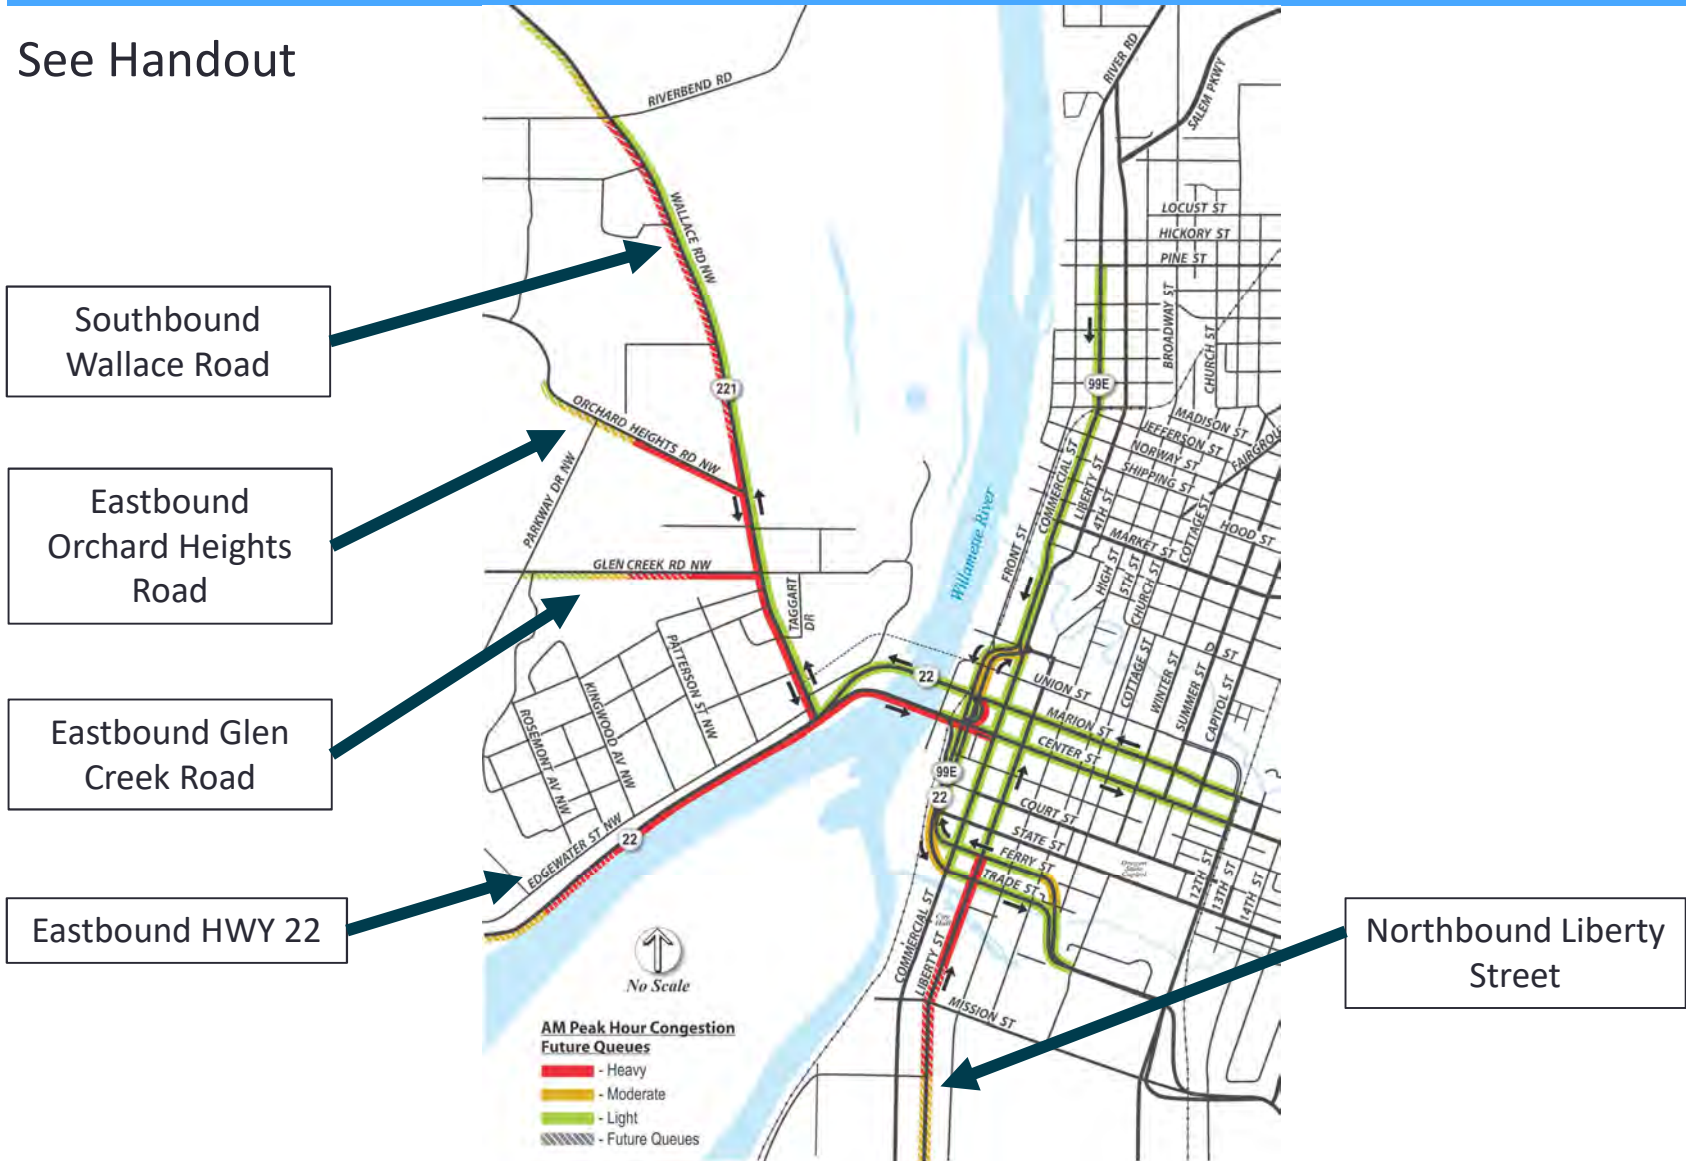 See Handout
Southbound
Wallace Road
Eastbound
Orchard Heights
Road
Eastbound Glen
Creek Road
Eastbound HWY 22
Northbound Liberty
Street
RIVERBEND RD
RIVER RD
SALEM PKWY
WALLACE RD NW
LOCUST ST
HICKORY ST
PINE ST
BROADWAY ST
CHURCH ST
221
99E
ORCHARD HEIGHTS RD NW
PARKWAY DR NW
MADISON ST
JEFFERSON ST
NORWAY ST
SHIPPING ST
FAIRGROU
COMMERCIAL ST
LIBERTY ST
4TH ST
COTTAGE ST
HOOD ST
MARKET ST
Willamette River
FRONT ST
HIGH ST
5TH ST
CHURCH ST
GLEN CREEK RD NW
TAGGART
DR
PATTERSON ST NW
KINGWOOD AV NW
ROSEMONT AV NW
EDGEWATER ST NW
22
22
D ST
UNION ST
COTTAGE ST
WINTER ST
SUMMER ST
CAPITOL ST
MARION ST
CENTER ST
99E
22
COURT ST
STATE ST
FERRY ST
TRADE ST
12TH ST
13TH ST
14TH ST
COMMERCIAL ST
LIBERTY ST
MISSION ST
No Scale
AM Peak Hour Congestion
Future Queues
- Heavy
- Moderate
- Light
- Future Queues